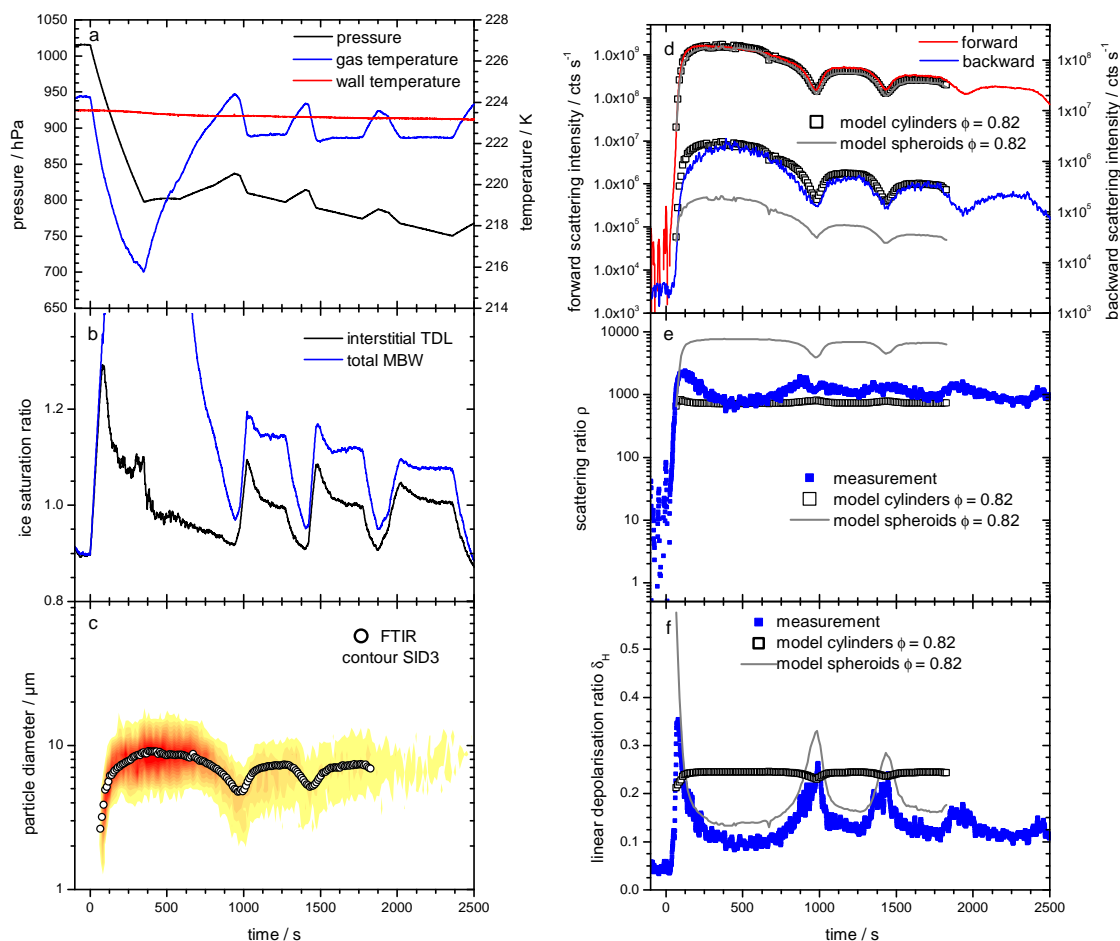 a
pressure
gas temperature
wall temperature
1050
1000
950
900
850
800
750
700
650
pressure / hPa
228
226
224
222
220
218
216
214
temperature / K
b
interstitial TDL
total MBW
1.2
1.0
0.8
ice saturation ratio
c
FTIR
contour SID3
10
1
particle diameter / µm
0 500 1000 1500 2000 2500
time / s
d
forward
backward
model cylinders ϕ = 0.82
model spheroids ϕ = 0.82
1.0x10⁹
1.0x10⁸
1.0x10⁷
1.0x10⁶
1.0x10⁵
1.0x10⁴
1.0x10³
forward scattering intensity / cts s⁻¹
1x10⁸
1x10⁷
1x10⁶
1x10⁵
1x10⁴
1x10³
backward scattering intensity / cts s⁻¹
e
measurement
model cylinders ϕ = 0.82
model spheroids ϕ = 0.82
10000
1000
100
10
1
scattering ratio ρ
f
measurement
model cylinders ϕ = 0.82
model spheroids ϕ = 0.82
0.5
0.4
0.3
0.2
0.1
0.0
linear depolarisation ratio δ_H
0 500 1000 1500 2000 2500
time / s